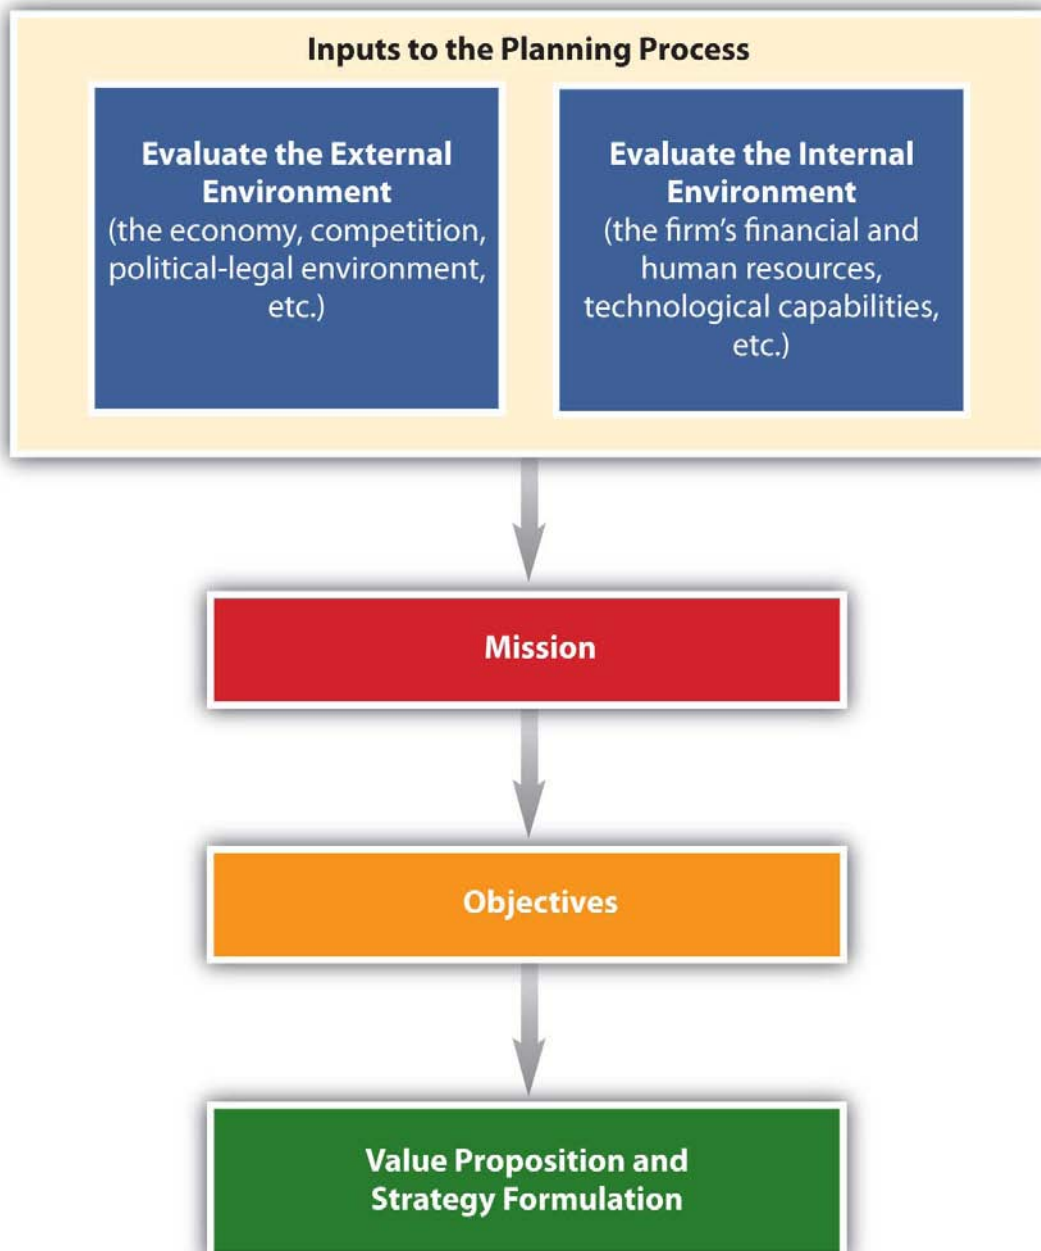 Inputs to the Planning Process
Evaluate the External
Environment
(the economy, competition,
political-legal environment,
etc.)
Evaluate the Internal
Environment
(the firm's financial and
human resources,
technological capabilities,
etc.)
Mission
Objectives
Value Proposition and
Strategy Formulation